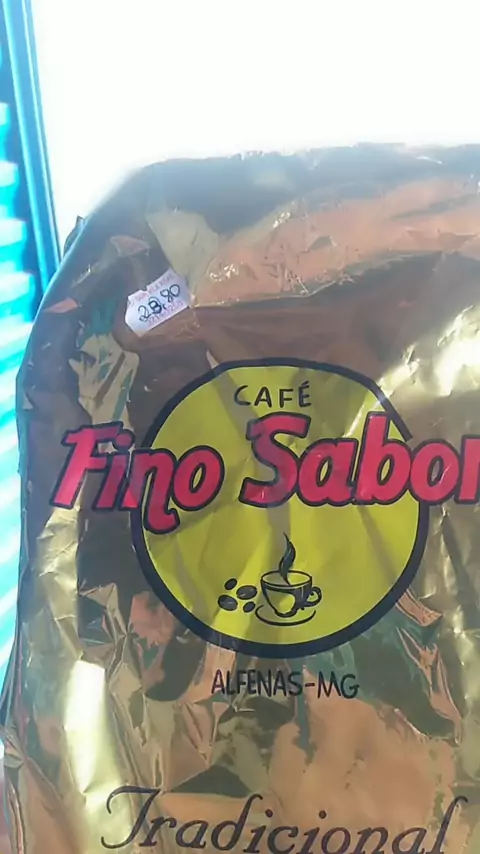 23,80
CAFÉ
Fino Sabor
ALFENAS-MG
Tradicional